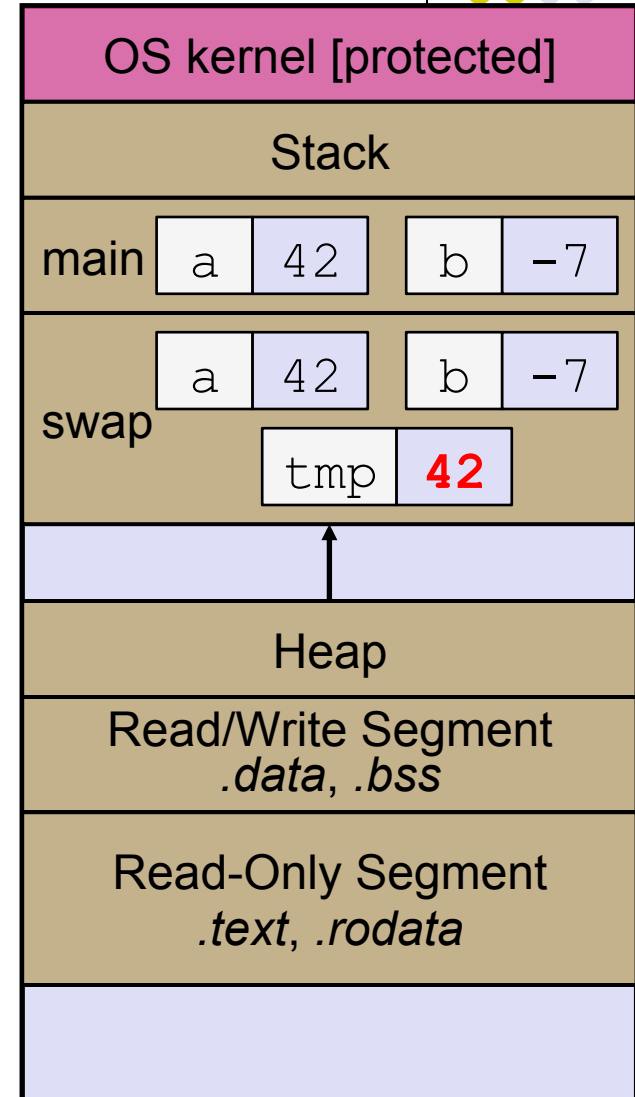 OS kernel [protected]
Stack
main a 42 b -7
a 42 b -7
swap
tmp 42
Heap
Read/Write Segment
.data, .bss
Read-Only Segment
.text, .rodata